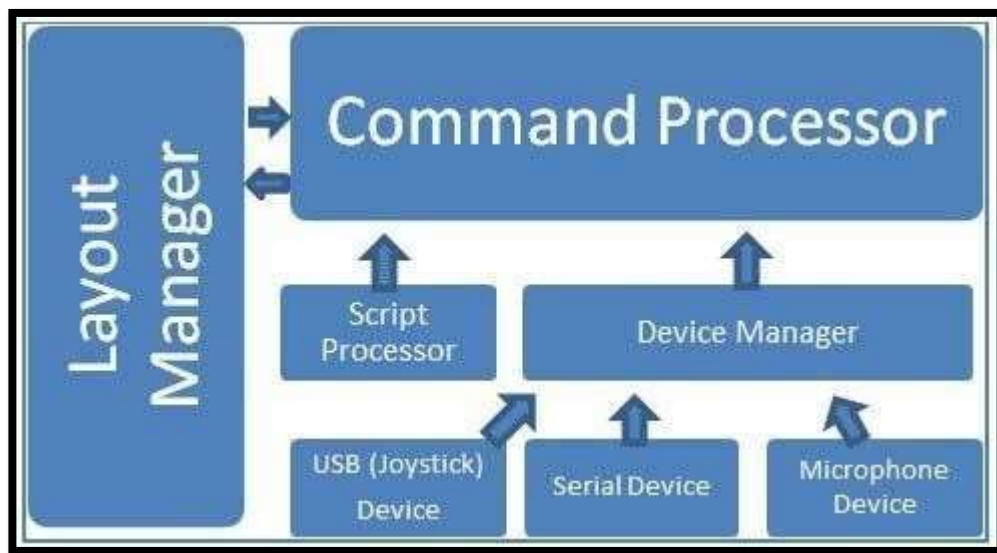 Layout
Manager
Command Processor
Script
Processor
Device Manager
USB (Joystick)
Device
Serial Device
Microphone
Device